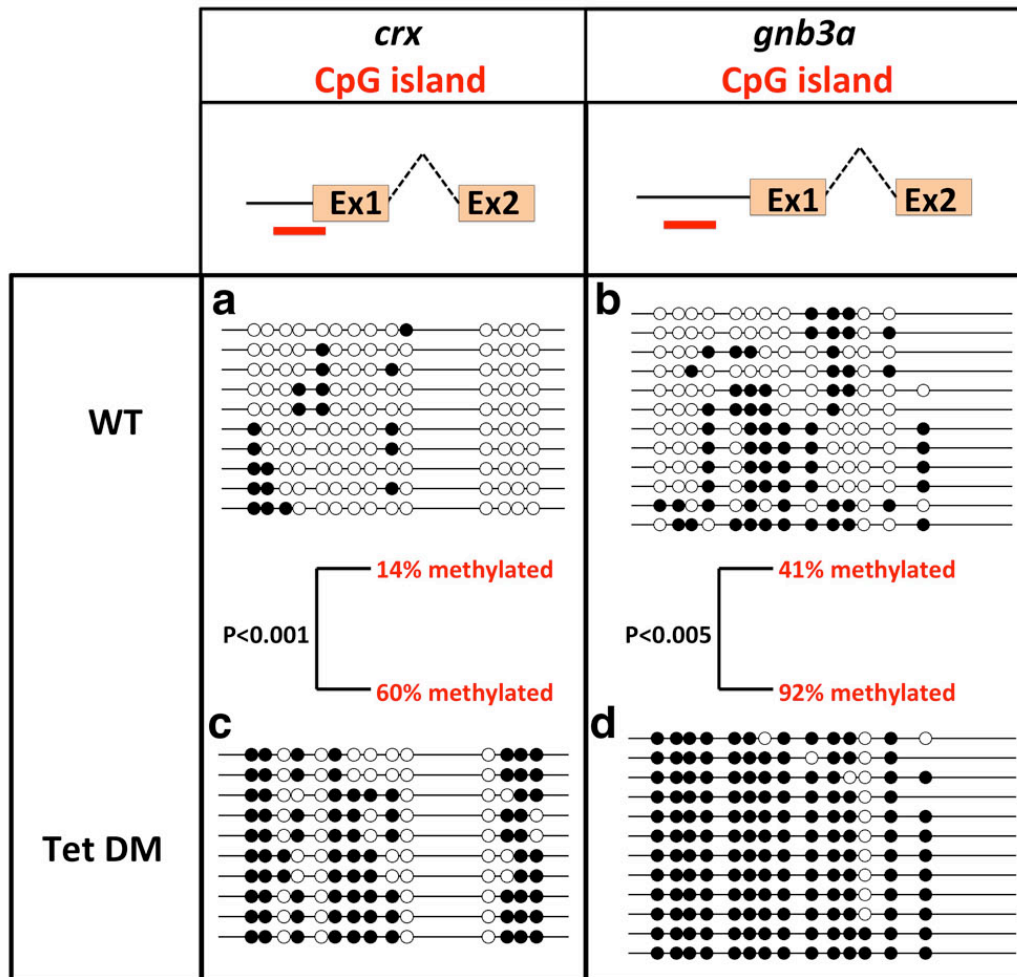 crx
CpG island
gnb3a
CpG island
Ex1 Ex2
Ex1 Ex2
WT
a
b
14% methylated
P<0.001
60% methylated
41% methylated
P<0.005
92% methylated
Tet DM
c
d